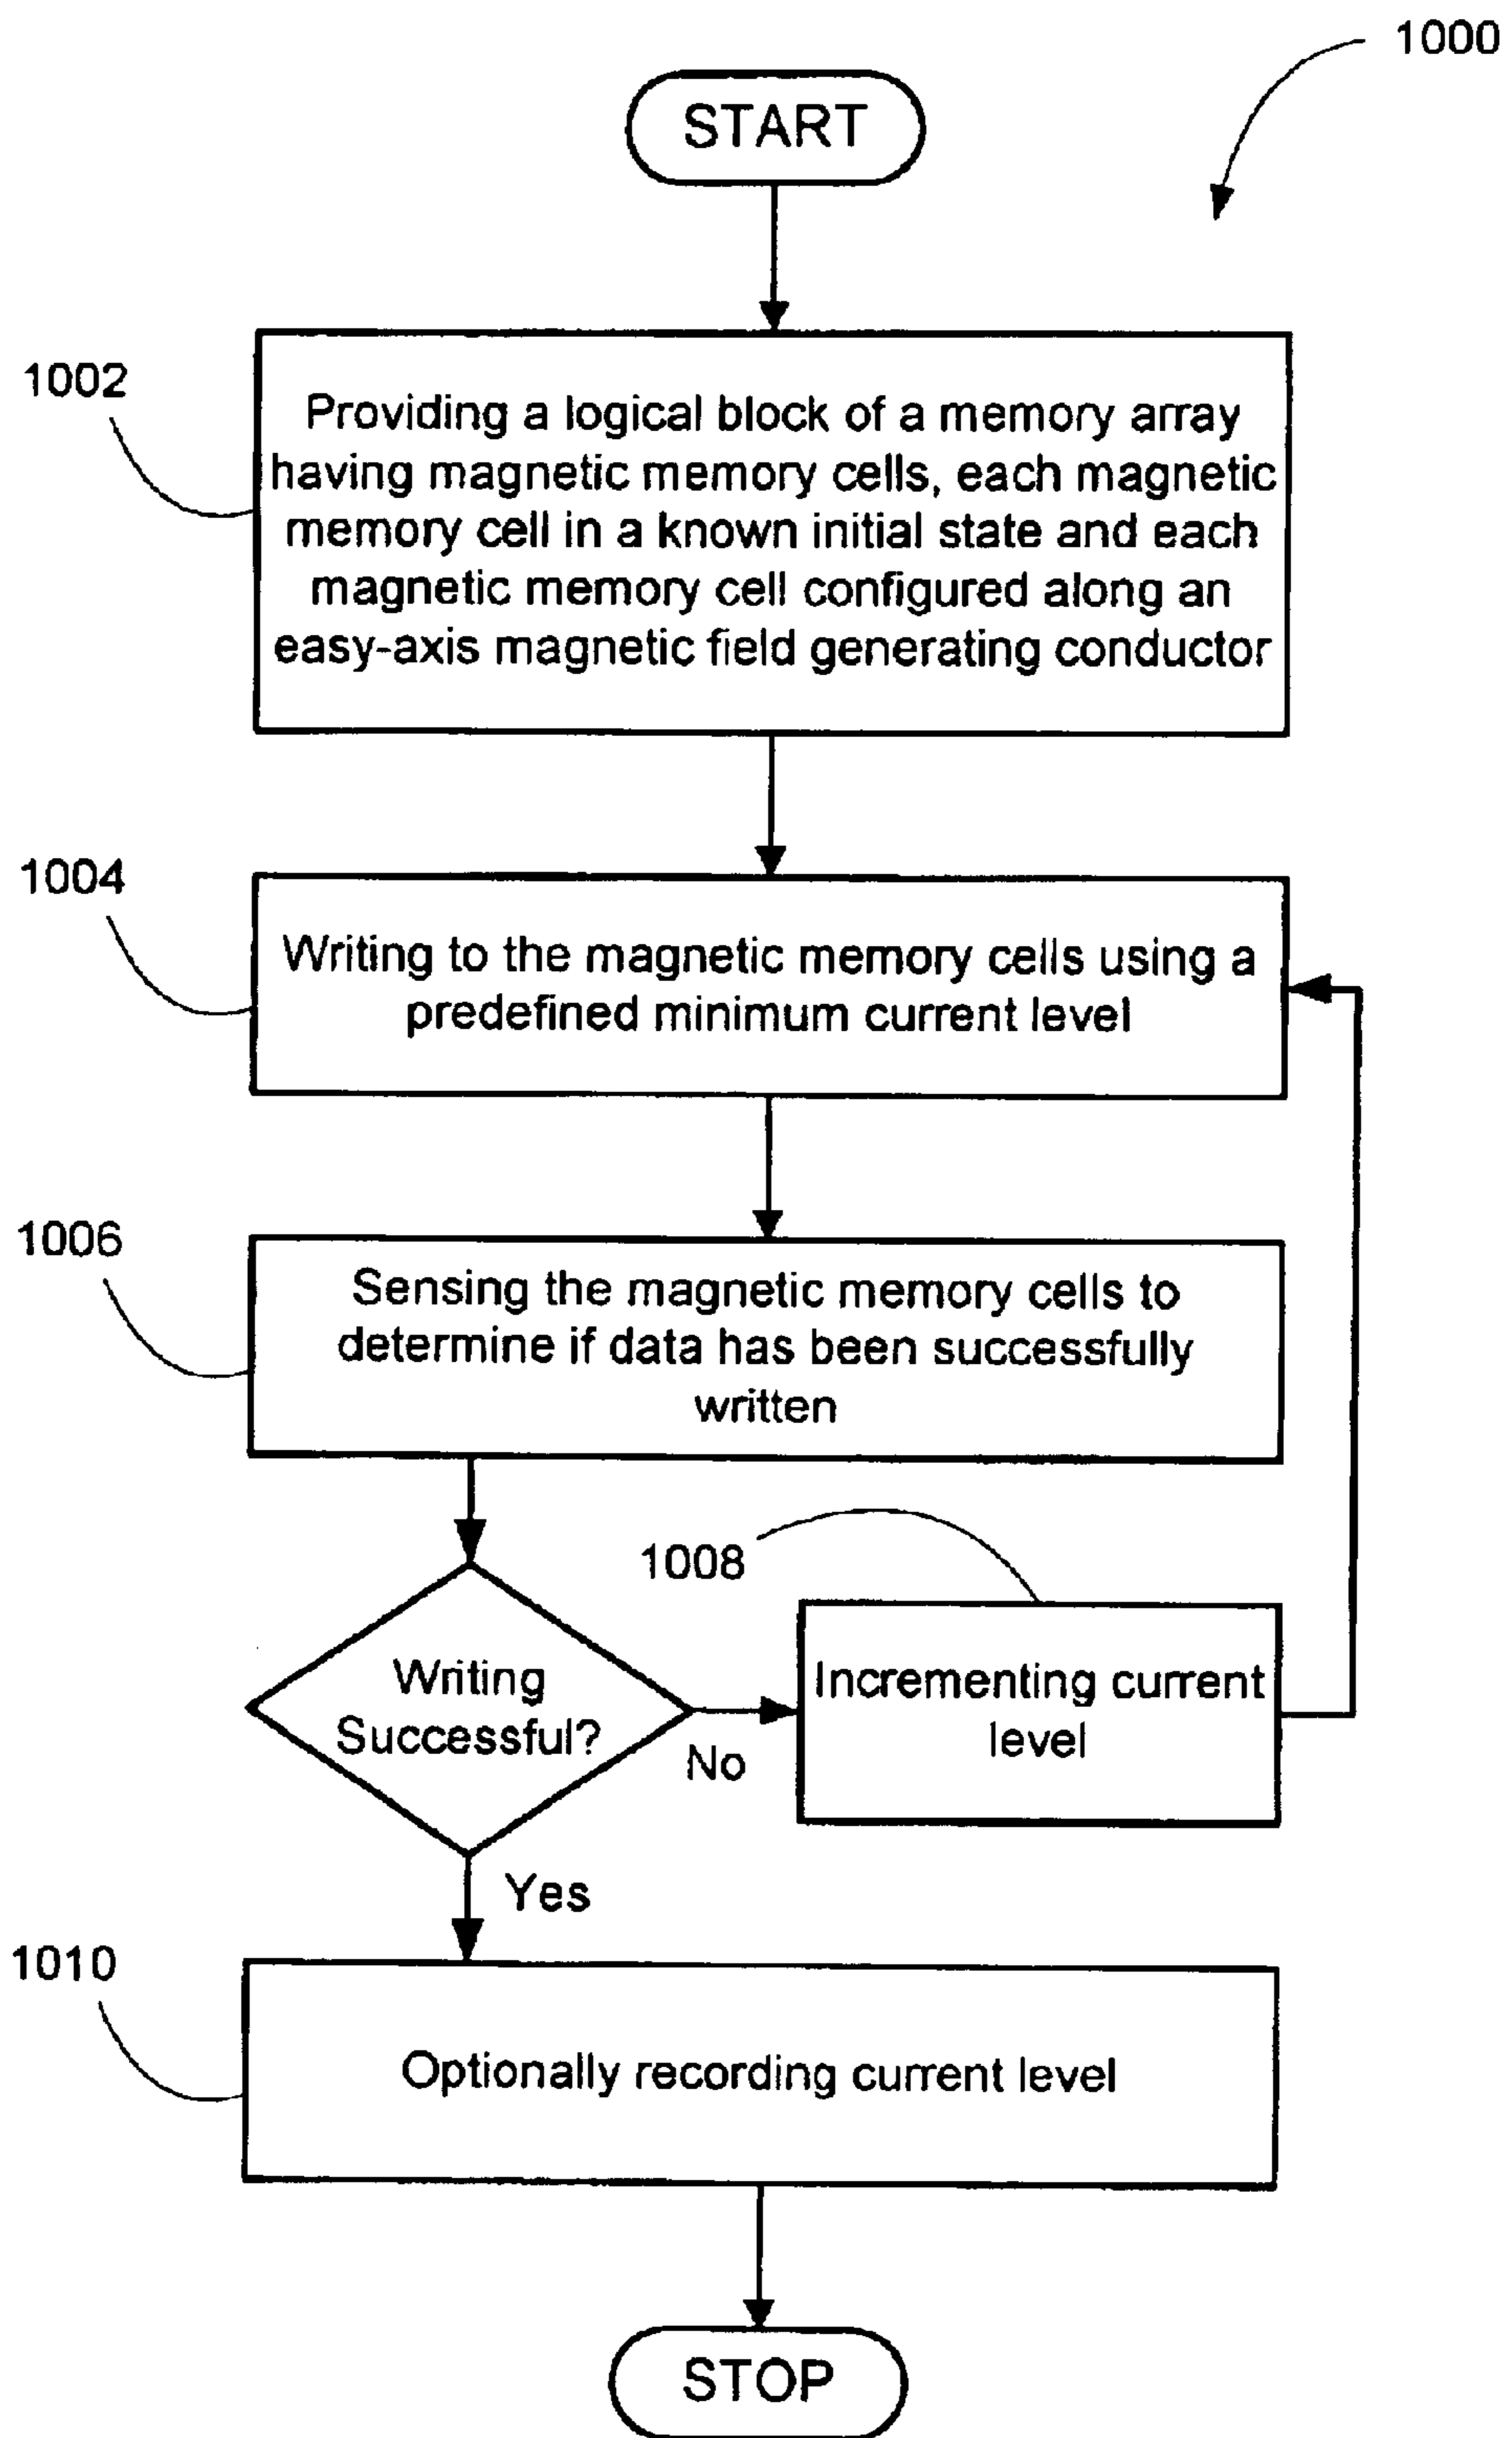 1000
START
1002
Providing a logical block of a memory array
having magnetic memory cells, each magnetic
memory cell in a known initial state and each
magnetic memory cell configured along an
easy-axis magnetic field generating conductor
1004
Writing to the magnetic memory cells using a
predefined minimum current level
1006
Sensing the magnetic memory cells to
determine if data has been successfully
written
1008
Writing
Successful?
No
Incrementing current
level
Yes
1010
Optionally recording current level
STOP